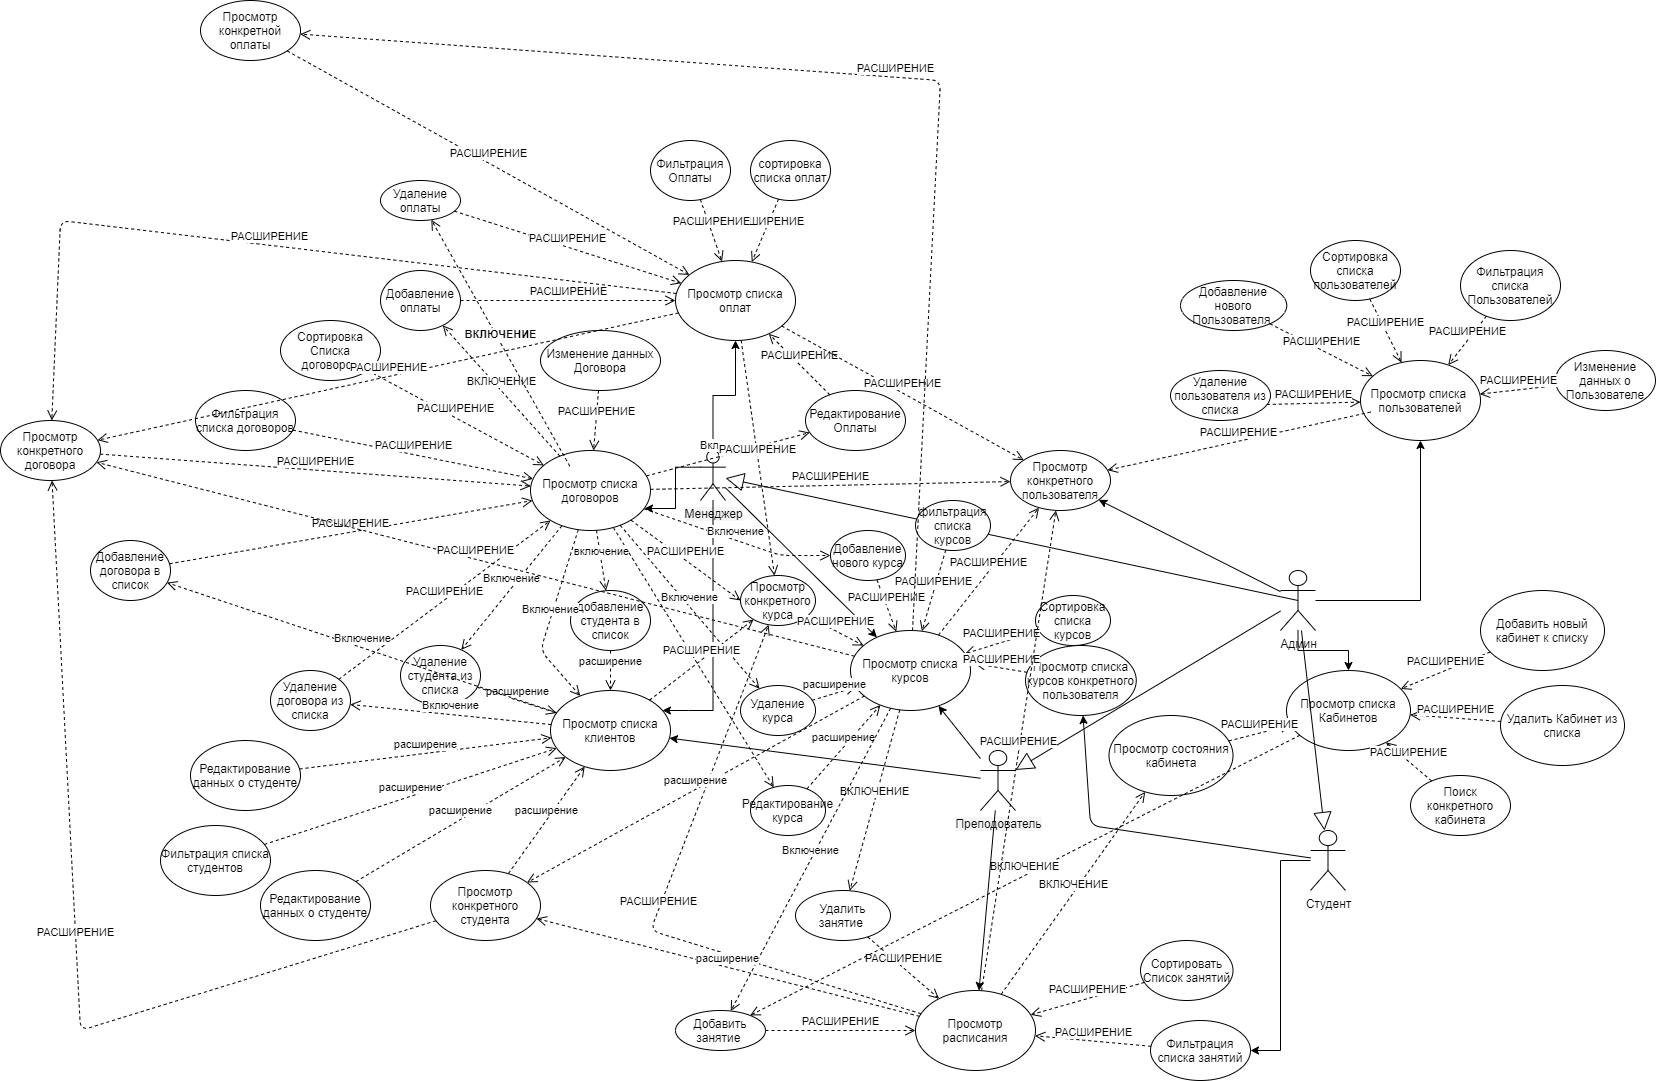 Просмотр
конкретной
оплаты
РАСШИРЕНИЕ
РАСШИРЕНИЕ
Фильтрация
Оплаты
сортировка
списка оплат
Удаление
оплаты
РАСШИРЕНИЕ
ШИРЕНИЕ
РАСШИРЕНИЕ
РАСШИРЕНИЕ
Добавление
оплаты
РАСШИРЕНИЕ
Просмотр списка
оплат
Сортировка
Списка
договоро
РАСШИРЕНИЕ
ВКЛЮЧЕНИЕ
ВКЛЮЧЕНИЕ
Изменение данных
Договора
РАСШИРЕНИЕ
РАСШИРЕНИЕ
Сортировка
списка
пользователей
Фильтрация
списка
Пользователей
Добавление
нового
Пользователя
РАСШИРЕНИЕ
РАСШИРЕНИЕ
РАСШИРЕНИЕ
Удаление
пользователя из
списка
РАСШИРЕНИЕ
Просмотр списка
пользователей
РАСШИРЕНИЕ
Изменение
данных о
Пользователе
РАСШИРЕНИЕ
Фильтрация
списка договоров
РАСШИРЕНИЕ
РАСШИРЕНИЕ
Редактирование
Оплаты
Просмотр
конкретного
договора
РАСШИРЕНИЕ
РАСШИРЕНИЕ
Вкл
РАСШИРЕНИЕ
Просмотр списка
договоров
РАСШИРЕНИЕ
Просмотр
конкретного
пользователя
Менеджер
РАСШИРЕНИЕ
Включение
фильтрация
списка
курсов
Добавление
договора в
список
РАСШИРЕНИЕ
включение
РАСШИРЕНИЕ
Добавление
нового курса
РАСШИРЕНИЕ
РАСШИРЕНИЕ
Включение
РАСШИРЕНИЕ
Просмотр
конкретного
курса
РАСШИРЕНИЕ
РАСШИРЕНИЕ
Включение
Включение
добавление
студента в
список
РАСШИРЕНИЕ
Сортировка
списка
курсов
РАСШИРЕНИЕ
Админ
Добавить новый
кабинет к списку
Включение
РАСШИРЕНИЕ
расширение
Удаление
студента из
списка
расширение
Включение
Просмотр списка
курсов
РАСШИРЕНИЕ
Просмотр списка
курсов конкретного
пользователя
РАСШИРЕНИЕ
Удаление
договора из
списка
расширение
Удаление
курса
Просмотр списка
клиентов
Просмотр списка
Кабинетов
РАСШИРЕНИЕ
Удалить Кабинет из
списка
РАСШИРЕНИЕ
расширение
расширение
РАСШИРЕНИЕ
Просмотр состояния
кабинета
РАСШИРЕНИЕ
Редактирование
данных о студенте
расширение
расширение
ВКЛЮЧЕНИЕ
Поиск
конкретного
кабинета
расширение
расширение
Редактирование
курса
Преподователь
Фильтрация списка
студентов
Включение
ВКЛЮЧЕНИЕ
ВКЛЮЧЕНИЕ
Студент
Редактирование
данных о студенте
Просмотр
конкретного
студента
РАСШИРЕНИЕ
Удалить
занятие
РАСШИРЕНИЕ
расширение
РАСШИРЕНИЕ
Сортировать
Список занятий
РАСШИРЕНИЕ
Добавить
занятие
РАСШИРЕНИЕ
Просмотр
расписания
РАСШИРЕНИЕ
Фильтрация
списка занятий